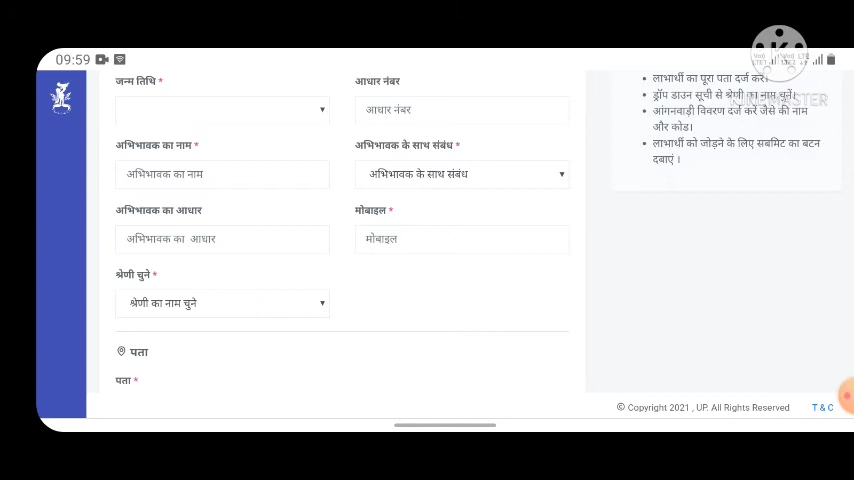 09:59
जन्म तिथि *
आधार नंबर
आधार नंबर
अभिभावक का नाम *
अभिभावक के साथ संबंध *
अभिभावक का नाम
अभिभावक के साथ संबंध
अभिभावक का आधार
मोबाइल *
अभिभावक का आधार
मोबाइल
श्रेणी चुने *
श्रेणी का नाम चुने
पता
पता *
लाभार्थी का पूरा पता दर्ज करें।
ड्रॉप डाउन सूची से श्रेणी का नाम चुनें।
आंगनवाड़ी विवरण दर्ज करें जैसे की नाम
और कोड।
लाभार्थी को जोड़ने के लिए सबमिट का बटन
दबाएं ।
KINEMASTER
© Copyright 2021 , UP. All Rights Reserved
T & C